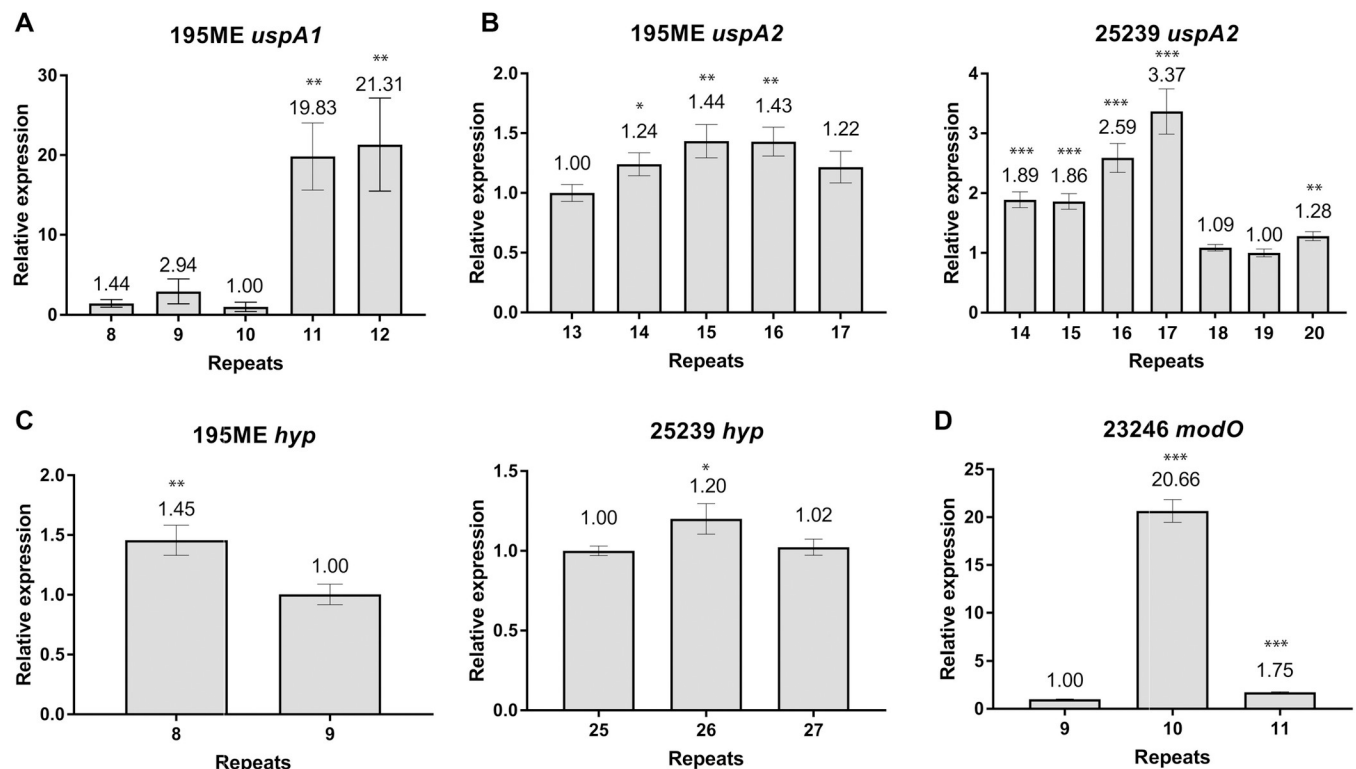 A
195ME uspA1
Relative expression
30
20
10
0
1.44
2.94
1.00
**
19.83
**
21.31
8 9 10 11 12
Repeats
B
195ME uspA2
Relative expression
2.0
1.5
1.0
0.5
0.0
1.00
*
1.24
**
1.44
**
1.43
1.22
13 14 15 16 17
Repeats
25239 uspA2
Relative expression
4
3
2
1
0
***
1.89
***
1.86
***
2.59
***
3.37
1.09
1.00
**
1.28
14 15 16 17 18 19 20
Repeats
C
195ME hyp
Relative expression
2.0
1.5
1.0
0.5
0.0
**
1.45
1.00
8 9
Repeats
25239 hyp
Relative expression
1.5
1.0
0.5
0.0
1.00
*
1.20
1.02
25 26 27
Repeats
D
23246 modO
Relative expression
25
20
15
10
5
0
1.00
***
20.66
***
1.75
9 10 11
Repeats